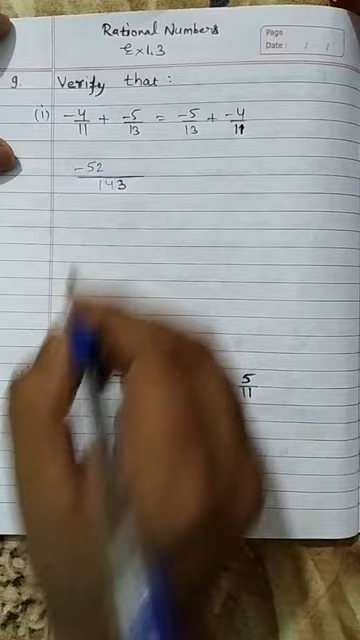 Rational Numbers
Ex 1.3
Page
Date : / /
9. Verify that :
(i) -4/11 + -5/13 = -5/13 + -4/11
-52/143
5/11